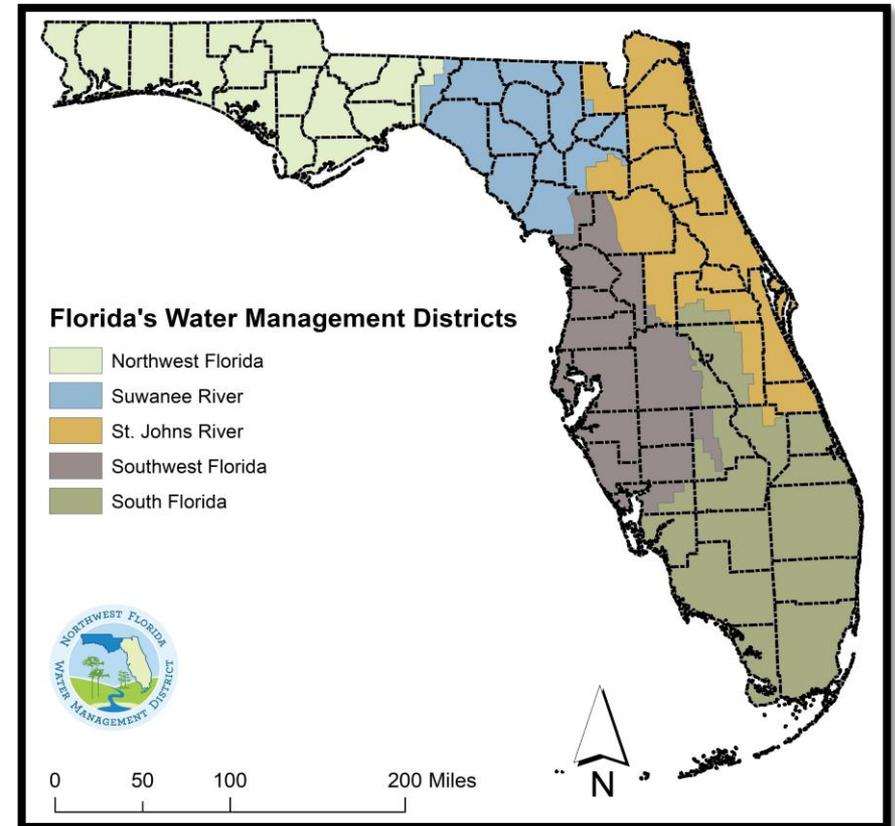 Florida's Water Management Districts
Northwest Florida
Suwanee River
St. Johns River
Southwest Florida
South Florida
NORTHWEST FLORIDA
WATER MANAGEMENT DISTRICT
0 50 100 200 Miles
N